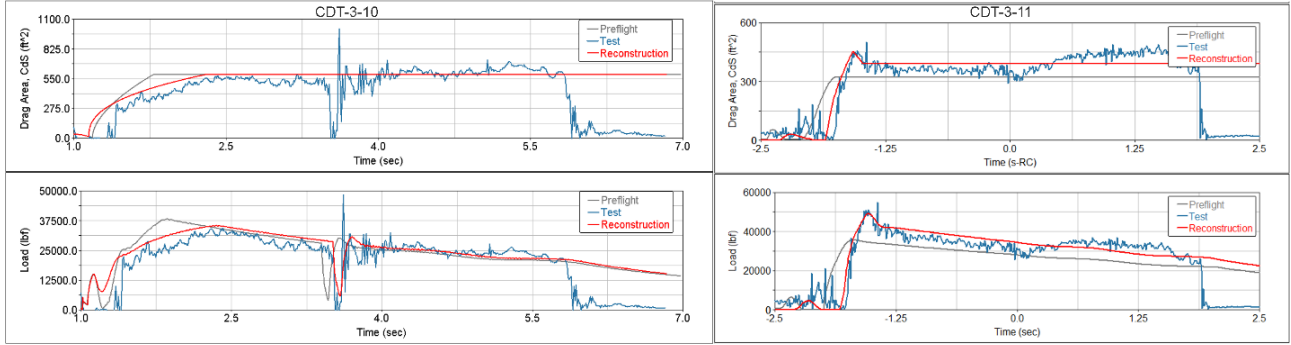 CDT-3-10
Drag Area, CdS (ft^2)
1100.0
825.0
550.0
275.0
0.0
Preflight
Test
Reconstruction
1.0 2.5 4.0 5.5 7.0
Time (sec)
CDT-3-11
Drag Area, CdS (ft^2)
600
300
0
Preflight
Test
Reconstruction
-2.5 -1.25 0.0 1.25 2.5
Time (s-RC)
Load (lbf)
50000.0
37500.0
25000.0
12500.0
0.0
Preflight
Test
Reconstruction
1.0 2.5 4.0 5.5 7.0
Time (sec)
Load (lbf)
60000
40000
20000
0
Preflight
Test
Reconstruction
-2.5 -1.25 0.0 1.25 2.5
Time (sec)